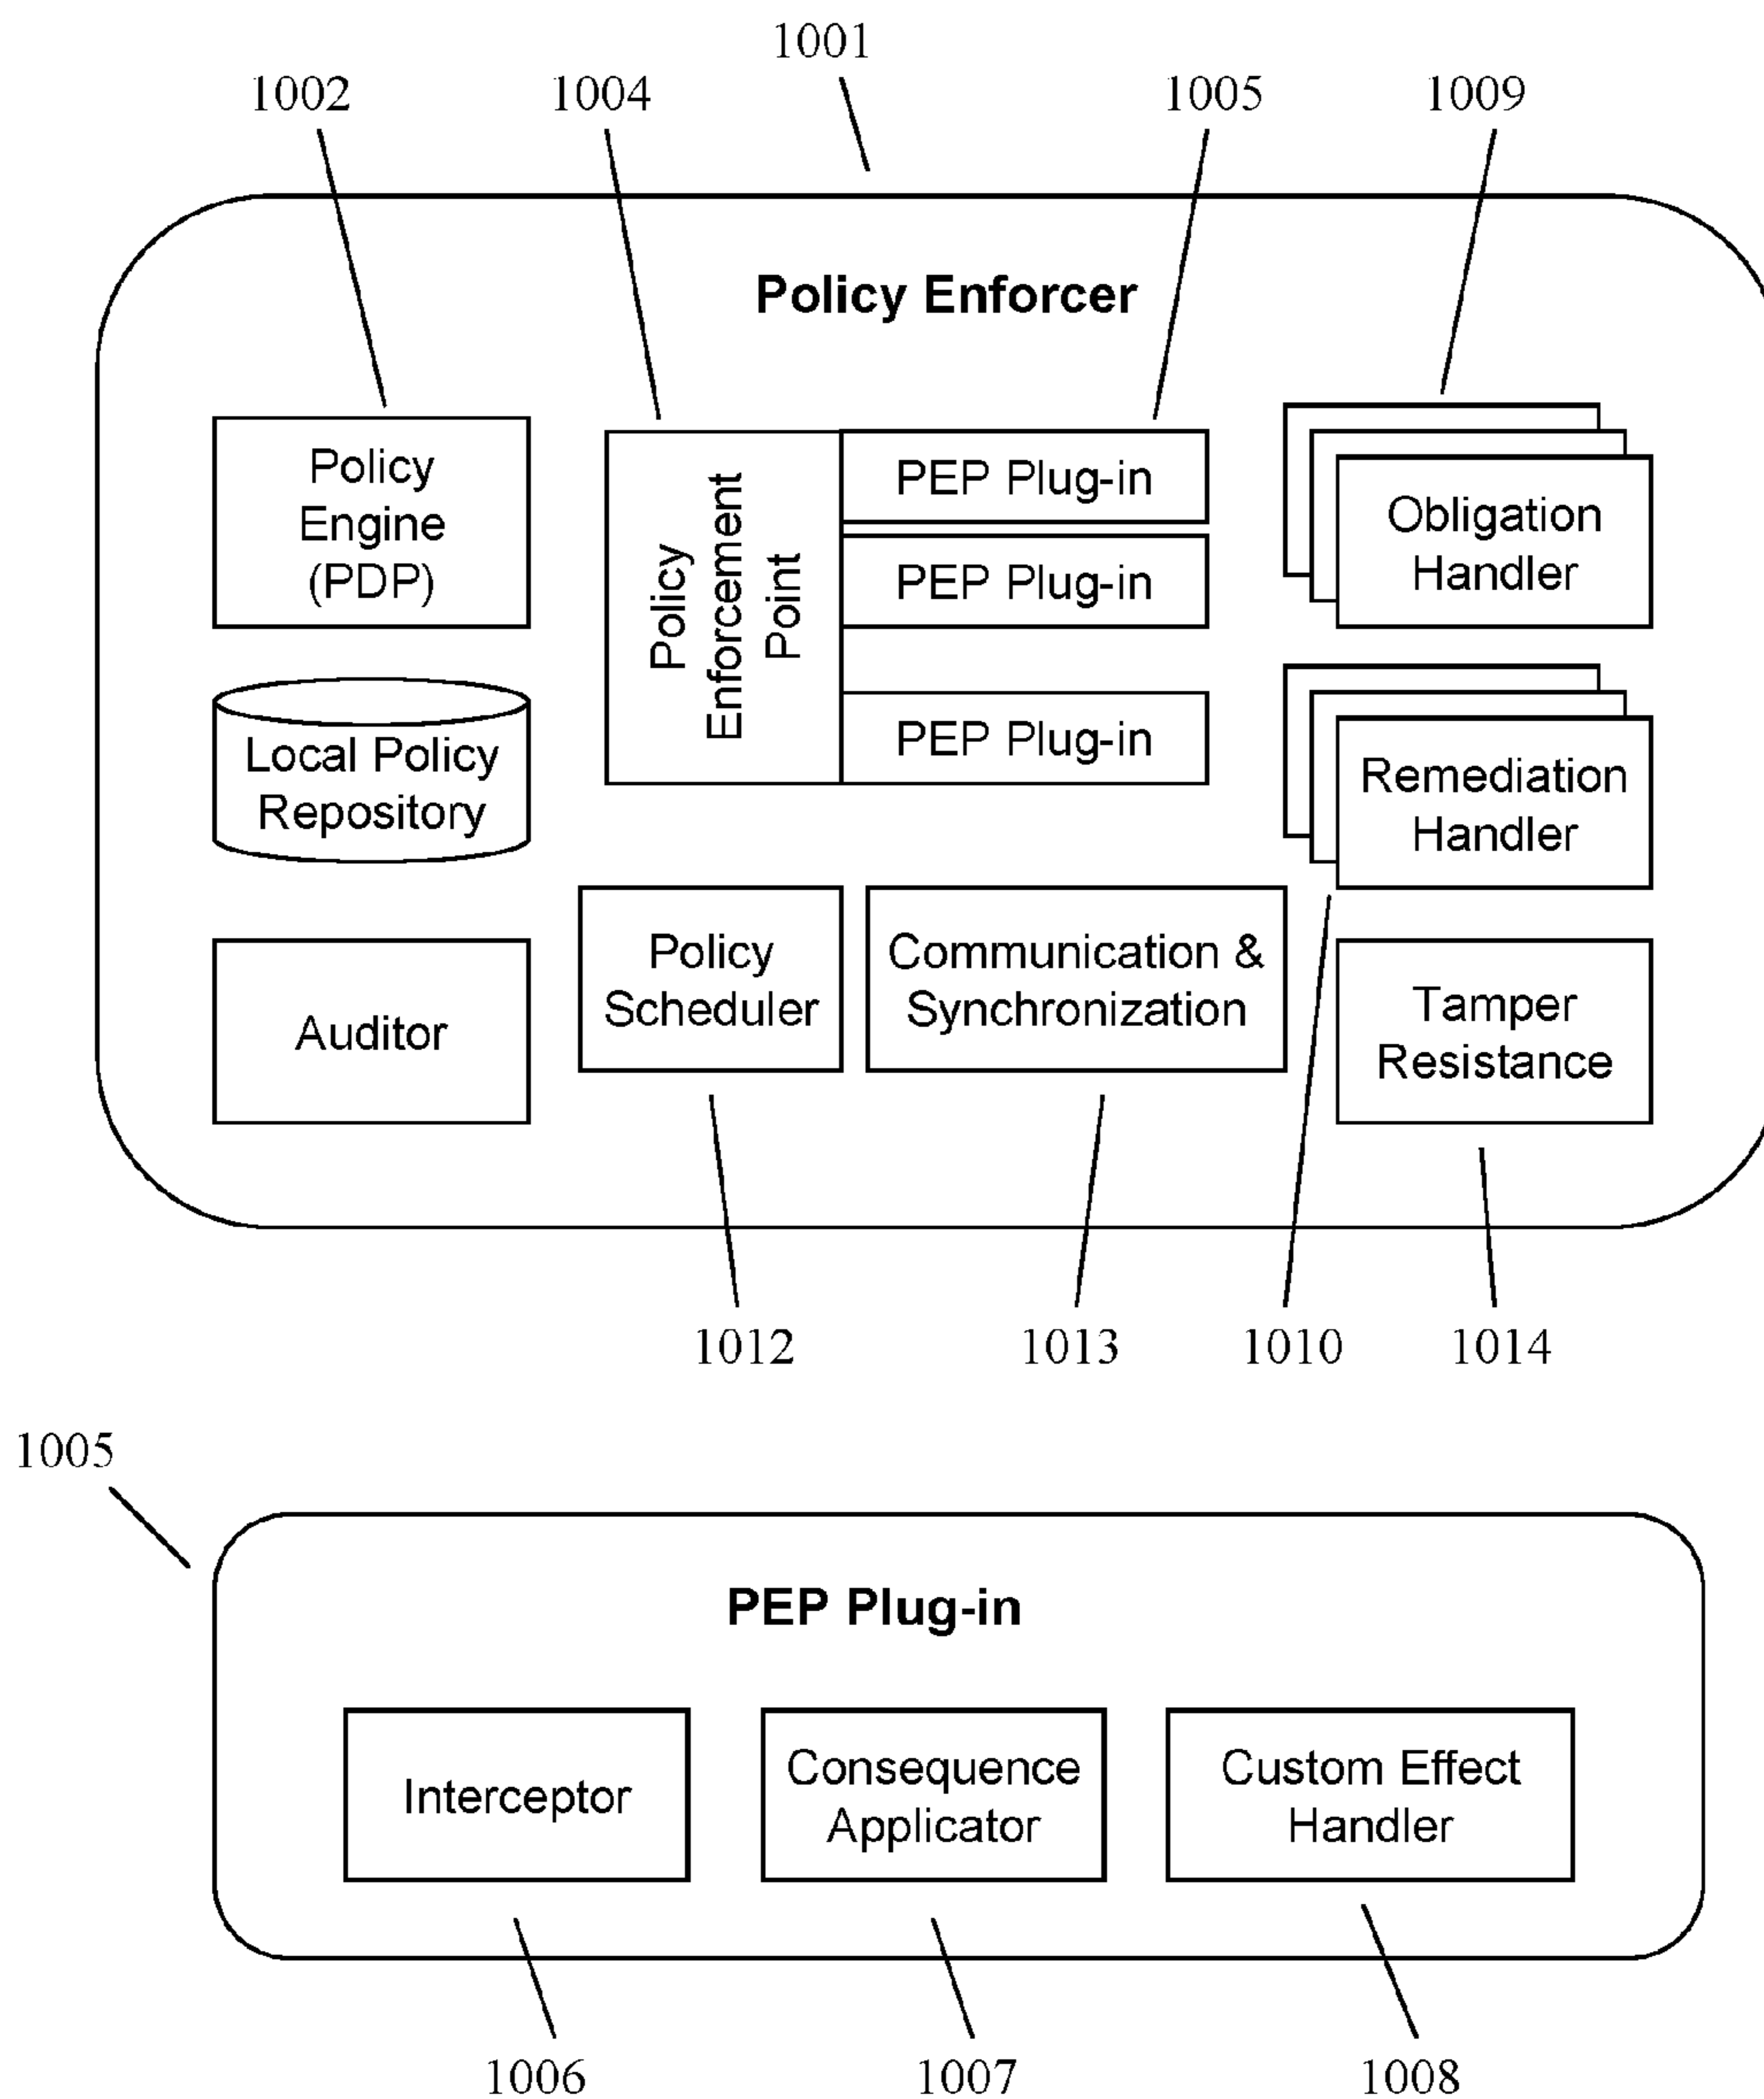 1001
1002
1004
1005
1009
Policy Enforcer
Policy
Engine
(PDP)
Policy
Enforcement
Point
PEP Plug-in
PEP Plug-in
PEP Plug-in
Obligation
Handler
Local Policy
Repository
Remediation
Handler
Auditor
Policy
Scheduler
Communication &
Synchronization
Tamper
Resistance
1012
1013
1010
1014
1005
PEP Plug-in
Interceptor
Consequence
Applicator
Custom Effect
Handler
1006
1007
1008